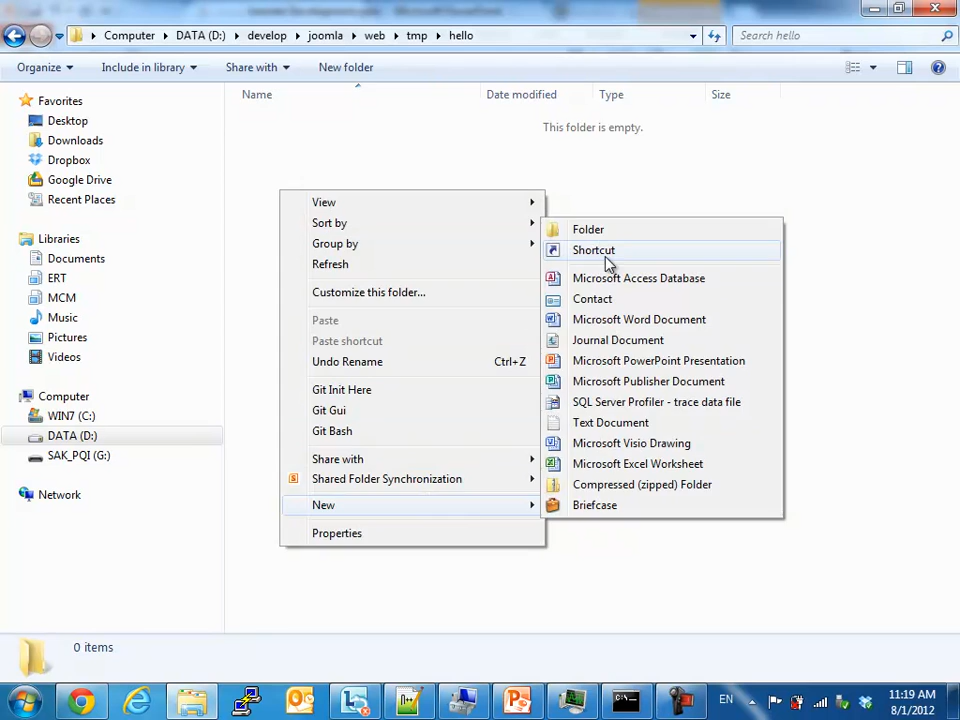 Computer DATA (D:) develop joomla web tmp hello
Search hello
Organize Include in library Share with New folder
Favorites
Desktop
Downloads
Dropbox
Google Drive
Recent Places
Libraries
Documents
ERT
MCM
Music
Pictures
Videos
Computer
WIN7 (C:)
DATA (D:)
SAK_PQI (G:)
Network
Name Date modified Type Size
This folder is empty.
View
Sort by
Group by
Refresh
Customize this folder...
Paste
Paste shortcut
Undo Rename Ctrl+Z
Git Init Here
Git Gui
Git Bash
Share with
Shared Folder Synchronization
New
Properties
Folder
Shortcut
Microsoft Access Database
Contact
Microsoft Word Document
Journal Document
Microsoft PowerPoint Presentation
Microsoft Publisher Document
SQL Server Profiler - trace data file
Text Document
Microsoft Visio Drawing
Microsoft Excel Worksheet
Compressed (zipped) Folder
Briefcase
0 items
EN
11:19 AM
8/1/2012